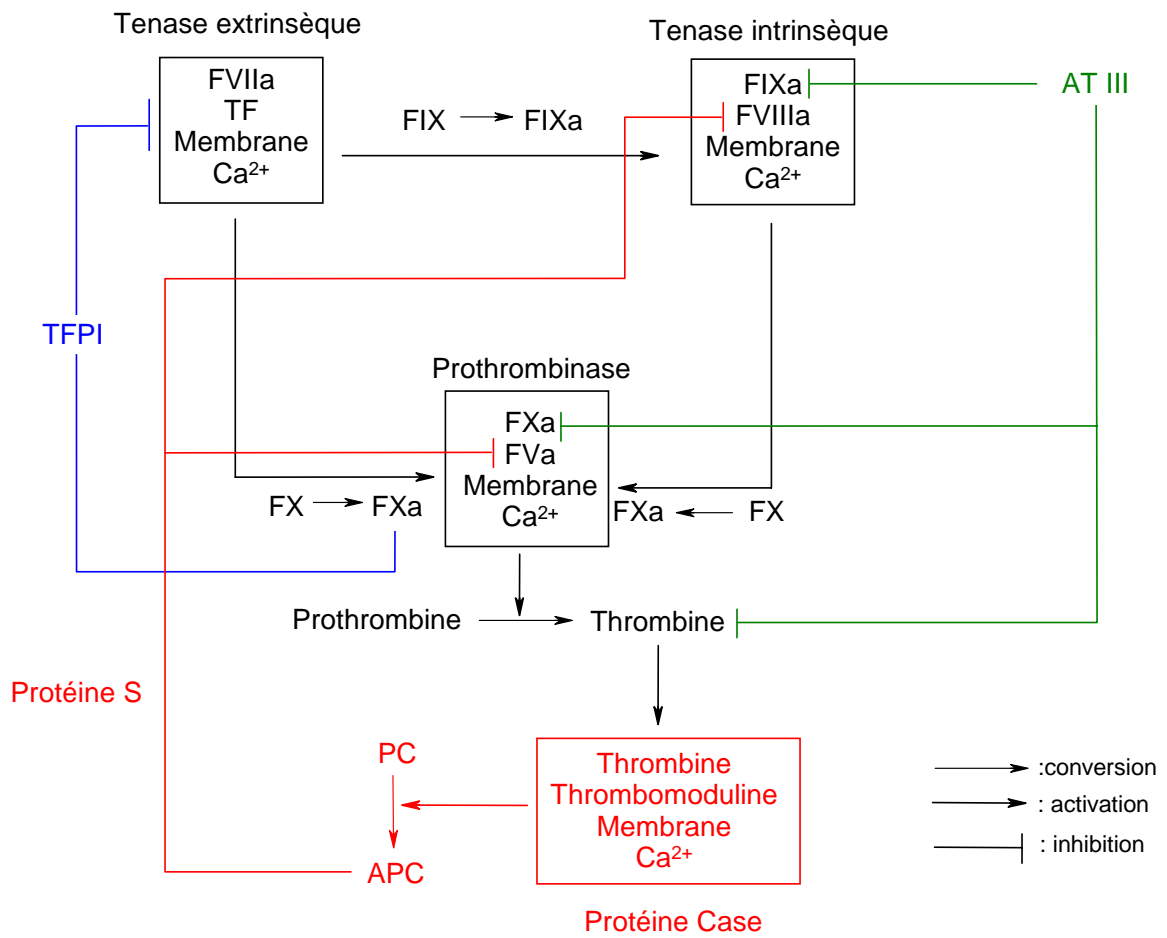 Tenase extrinsèque
Tenase intrinsèque
FVIIa
TF
Membrane
Ca²⁺
FIX
FIXa
FIXa
FVIIIa
Membrane
Ca²⁺
AT III
TFPI
Prothrombinase
FXa
FVa
Membrane
Ca²⁺
FX
FXa
FXa
FX
Prothrombine
Thrombine
Protéine S
PC
APC
Thrombine
Thrombomoduline
Membrane
Ca²⁺
Protéine Case
:conversion
: activation
: inhibition